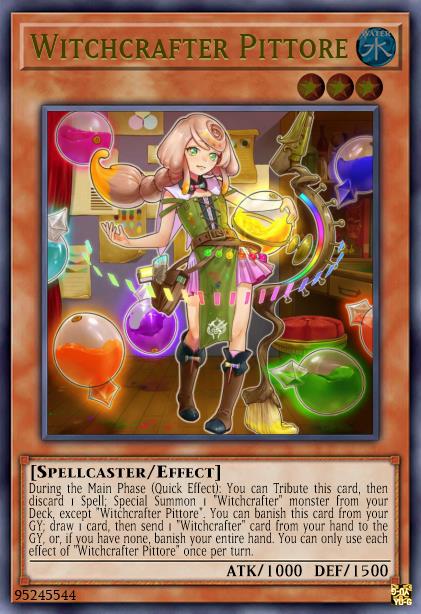 Witchcrafter Pittore
WATER
水
[Spellcaster/Effect]
During the Main Phase (Quick Effect): You can Tribute this card, then
discard 1 Spell; Special Summon 1 "Witchcrafter" monster from your
Deck, except "Witchcrafter Pittore". You can banish this card from your
GY; draw 1 card, then send 1 "Witchcrafter" card from your hand to the
GY, or, if you have none, banish your entire hand. You can only use each
effect of "Witchcrafter Pittore" once per turn.
ATK/1000 DEF/1500
95245544